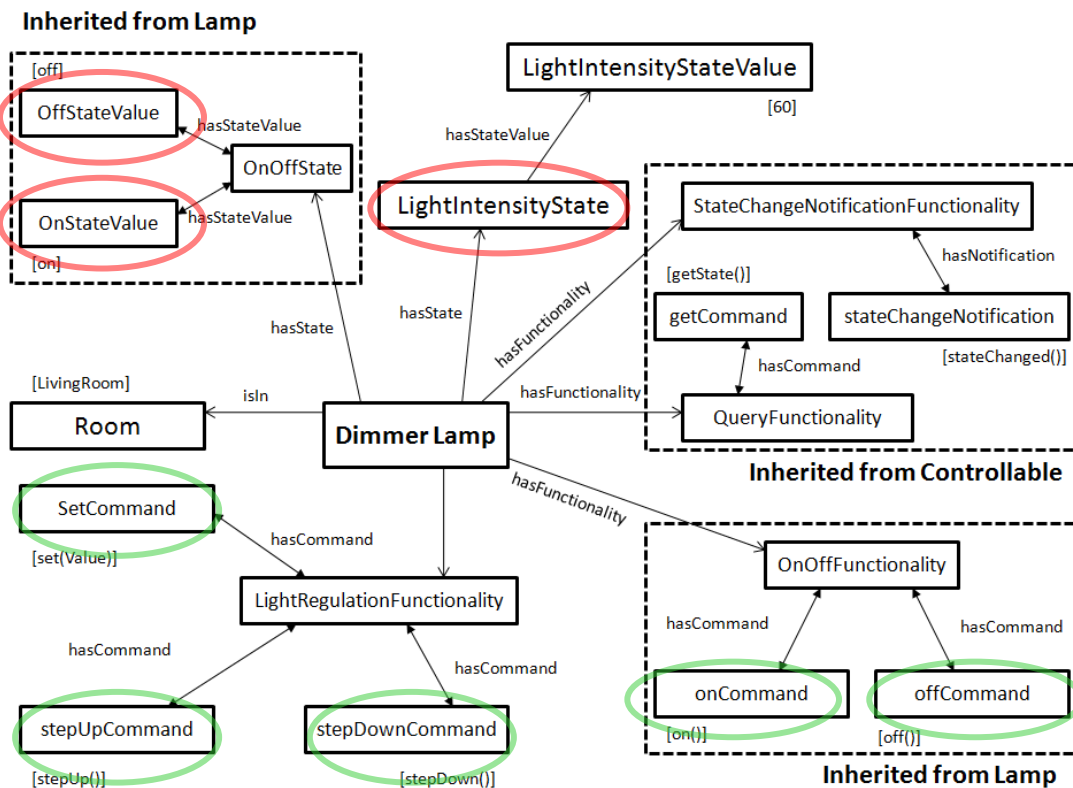 Inherited from Lamp
[off]
OffStateValue
hasStateValue
OnOffState
OnStateValue
hasStateValue
[on]
LightIntensityStateValue
[60]
hasStateValue
LightIntensityState
StateChangeNotificationFunctionality
hasNotification
[getState()]
getCommand
stateChangeNotification
[stateChanged()]
hasCommand
QueryFunctionality
Inherited from Controllable
hasState
hasState
hasFunctionality
hasFunctionality
[LivingRoom]
isIn
Room
Dimmer Lamp
hasFunctionality
SetCommand
[set(Value)]
hasCommand
LightRegulationFunctionality
hasCommand
hasCommand
stepUpCommand
[stepUp()]
stepDownCommand
[stepDown()]
OnOffFunctionality
hasCommand
hasCommand
onCommand
offCommand
[on()]
[off()]
Inherited from Lamp